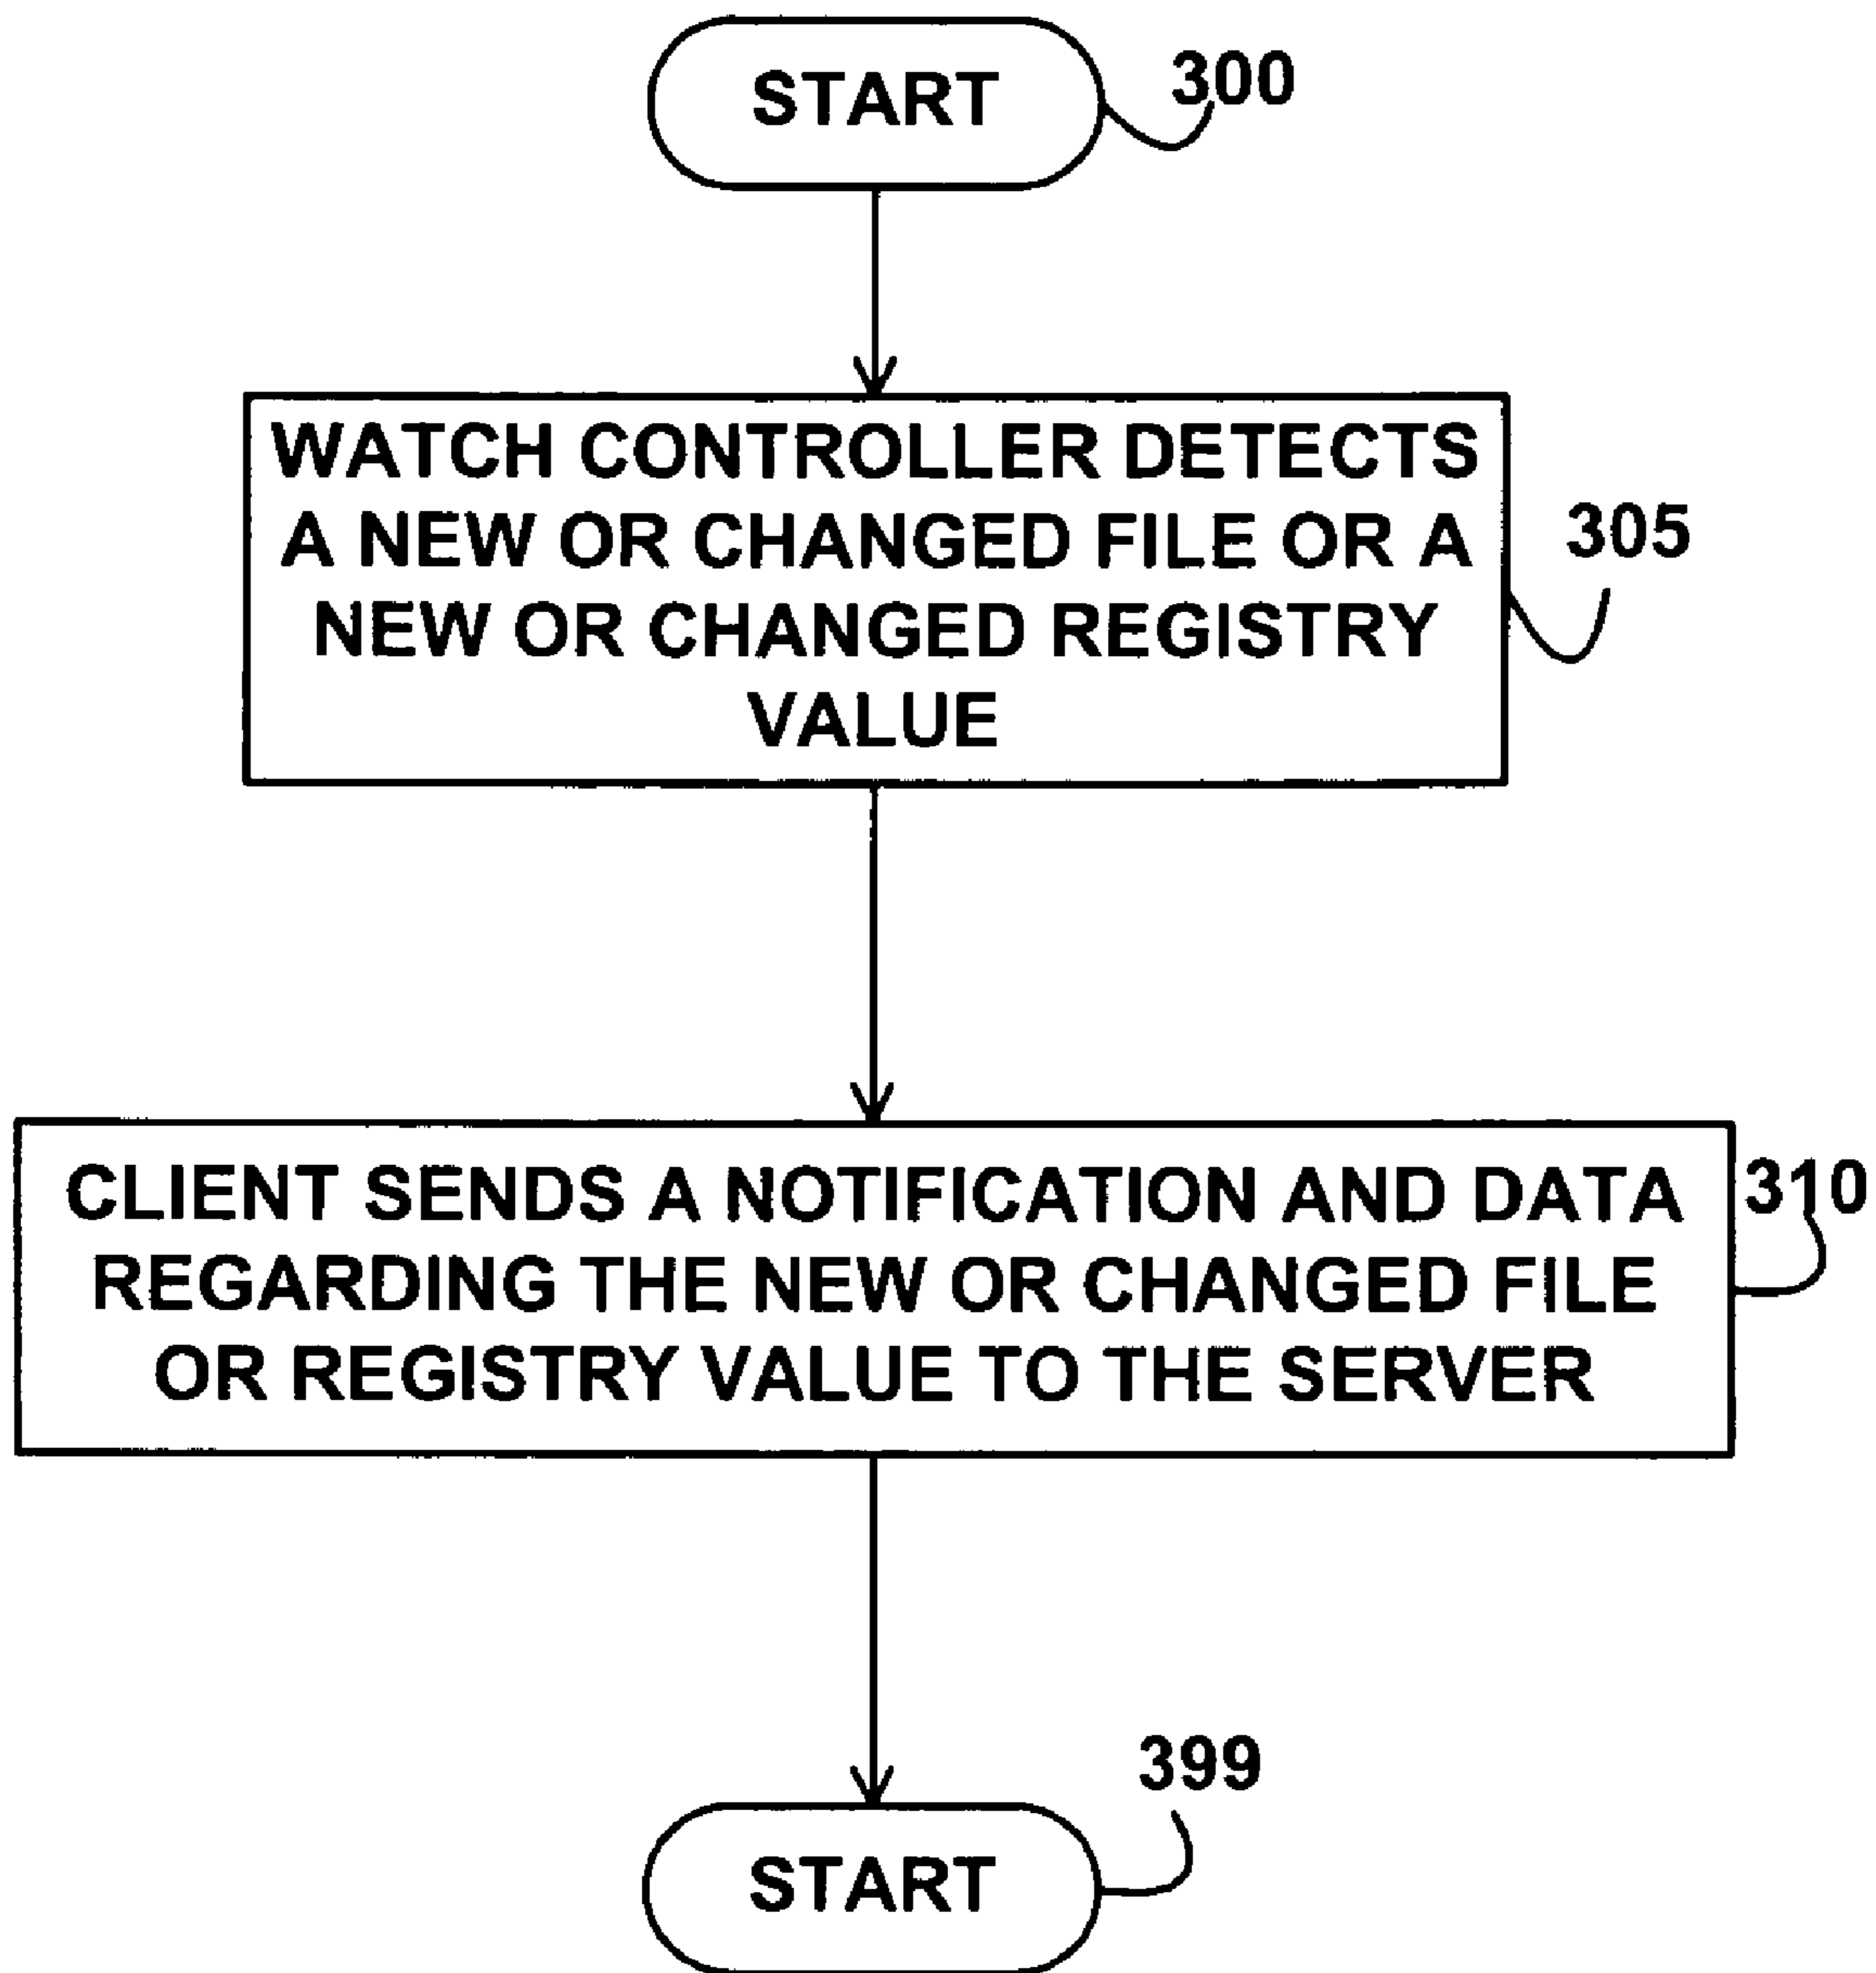 START
300
WATCH CONTROLLER DETECTS
A NEW OR CHANGED FILE OR A
NEW OR CHANGED REGISTRY
VALUE
305
CLIENT SENDS A NOTIFICATION AND DATA
REGARDING THE NEW OR CHANGED FILE
OR REGISTRY VALUE TO THE SERVER
310
START
399